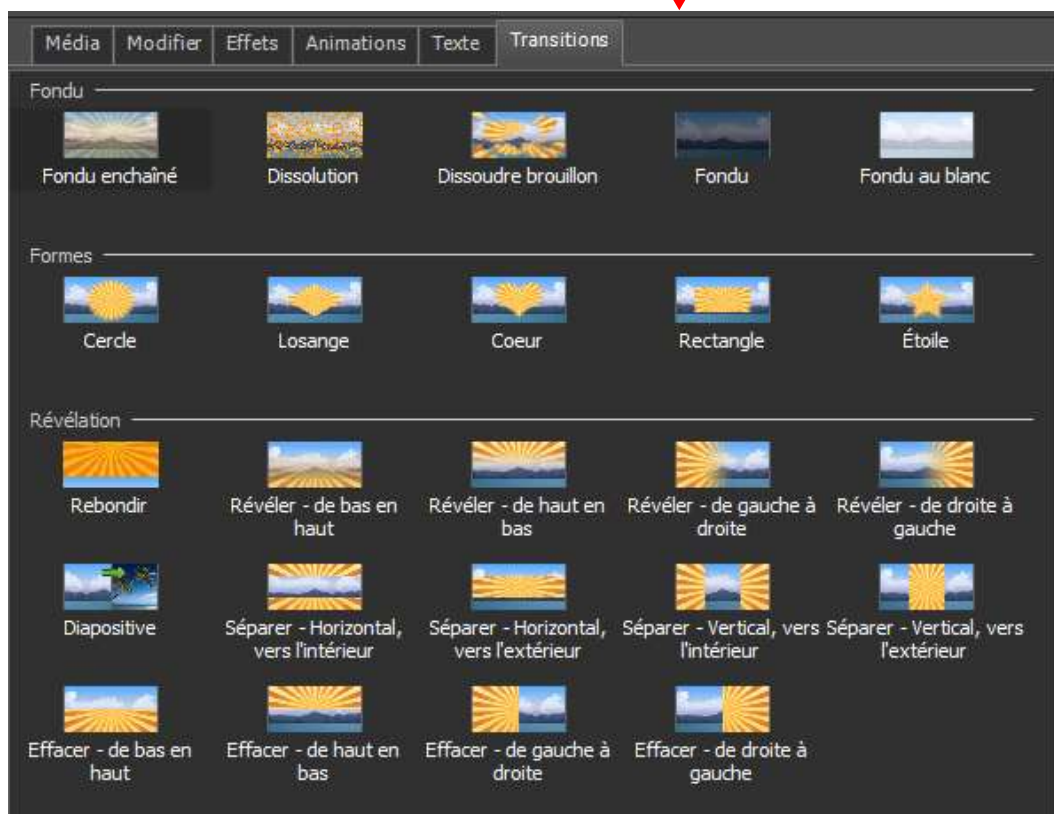 Média Modifier Effets Animations Texte Transitions
Fondu
Fondu enchaîné Dissolution Dissoudre brouillon Fondu Fondu au blanc
Formes
Cercle Losange Coeur Rectangle Étoile
Révélation
Rebondir Révéler - de bas en Révéler - de haut en Révéler - de gauche à Révéler - de droite à
haut bas droite gauche
Diapositive Séparer - Horizontal, Séparer - Horizontal, Séparer - Vertical, vers Séparer - Vertical, vers
vers l'intérieur vers l'extérieur l'intérieur l'extérieur
Effacer - de bas en Effacer - de haut en Effacer - de gauche à Effacer - de droite à
haut bas droite gauche